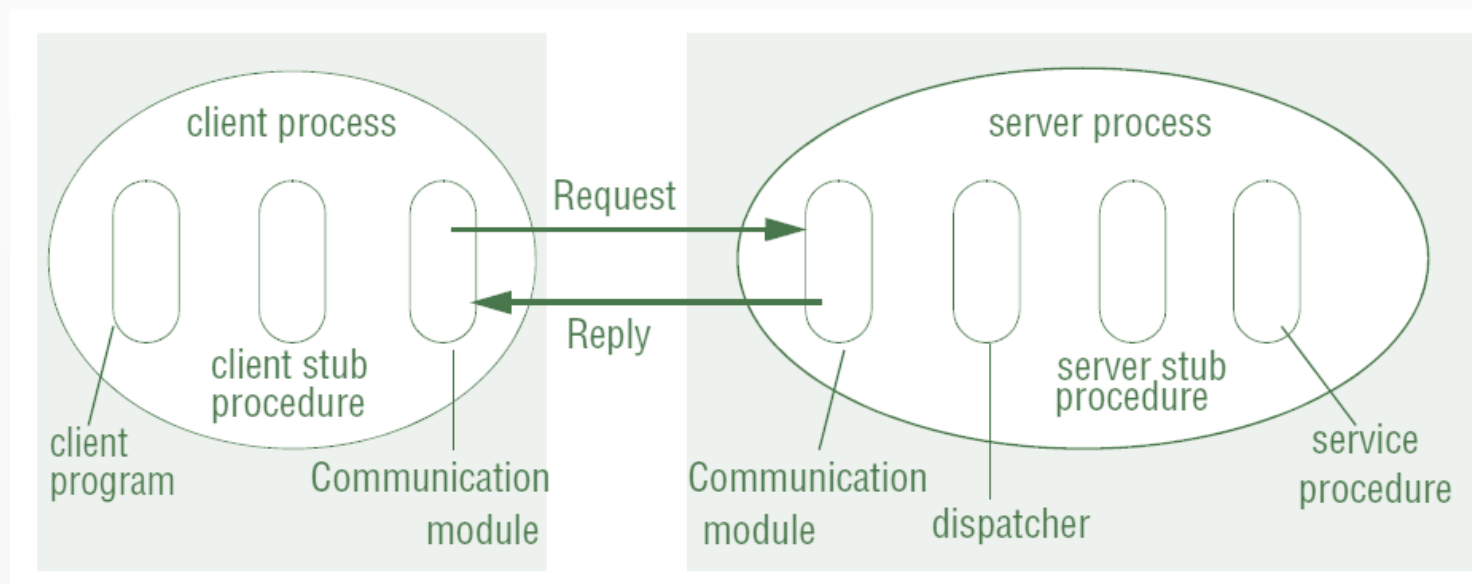 client process
server process
Request
Reply
client stub
procedure
server stub
procedure
client
program
Communication
module
Communication
module
dispatcher
service
procedure